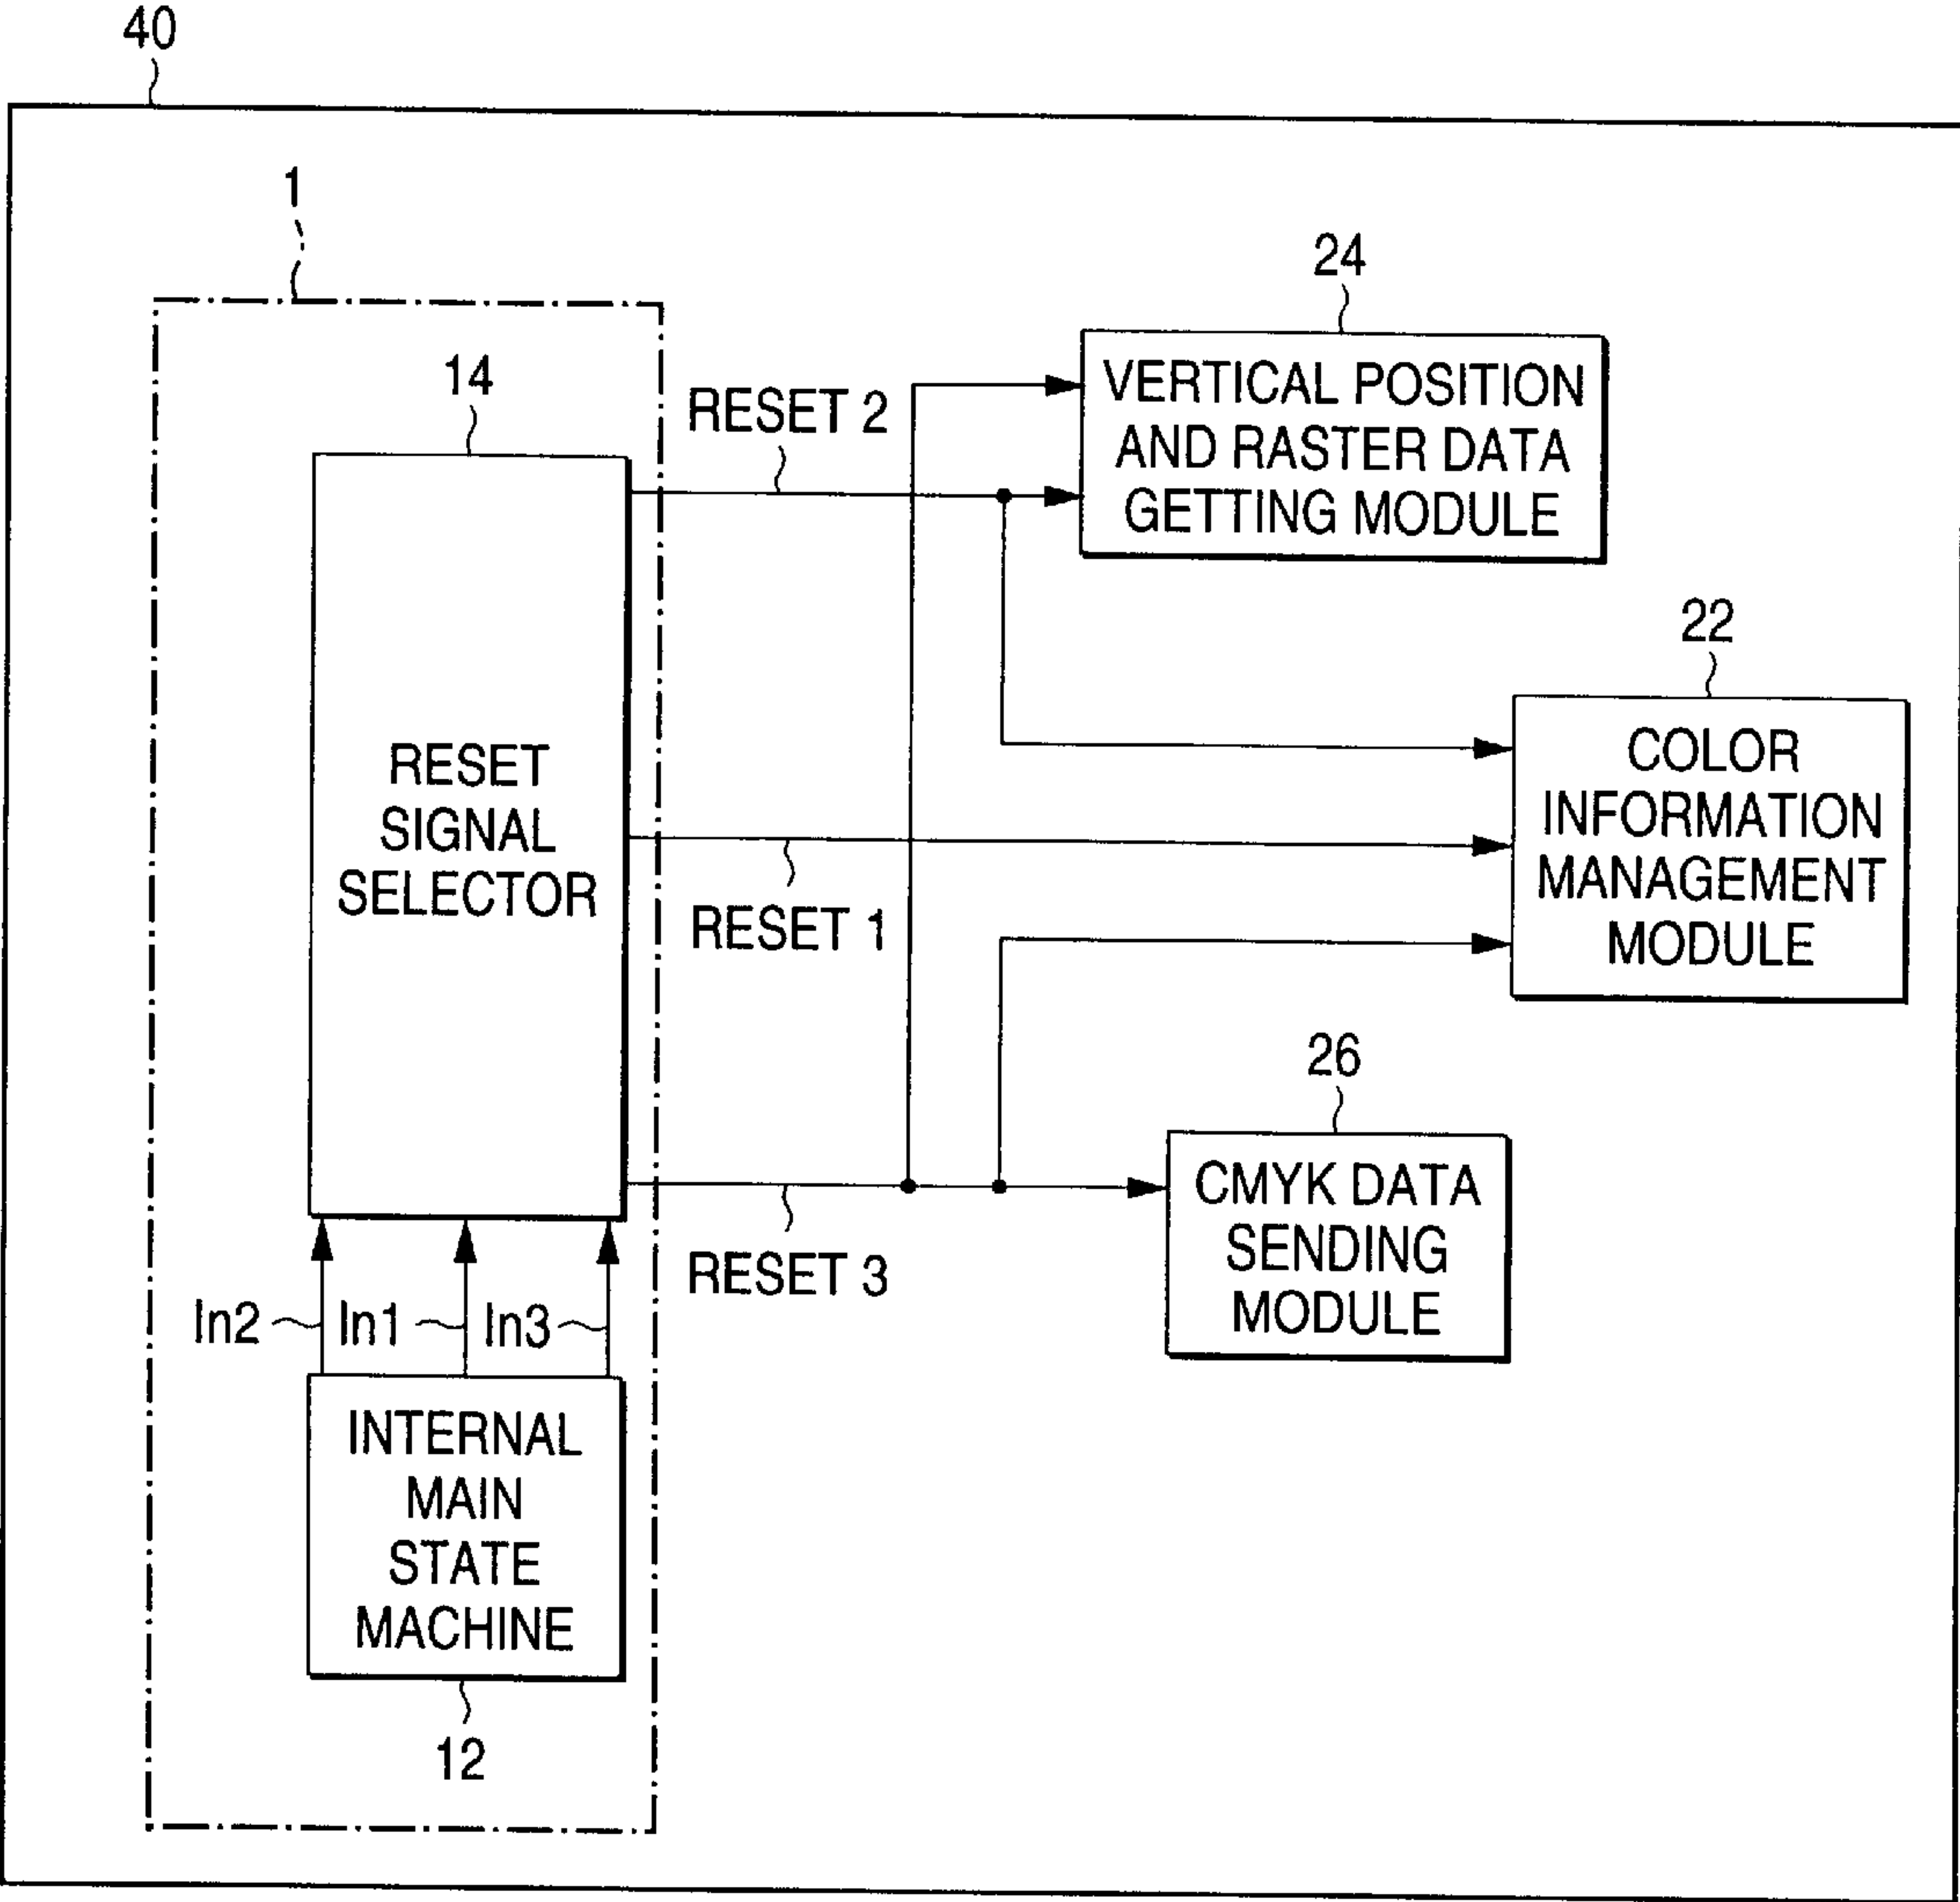 40
1
24
14
RESET 2
VERTICAL POSITION
AND RASTER DATA
GETTING MODULE
22
RESET
SIGNAL
SELECTOR
COLOR
INFORMATION
MANAGEMENT
MODULE
RESET 1
26
CMYK DATA
SENDING
MODULE
RESET 3
In2
In1
In3
INTERNAL
MAIN
STATE
MACHINE
12